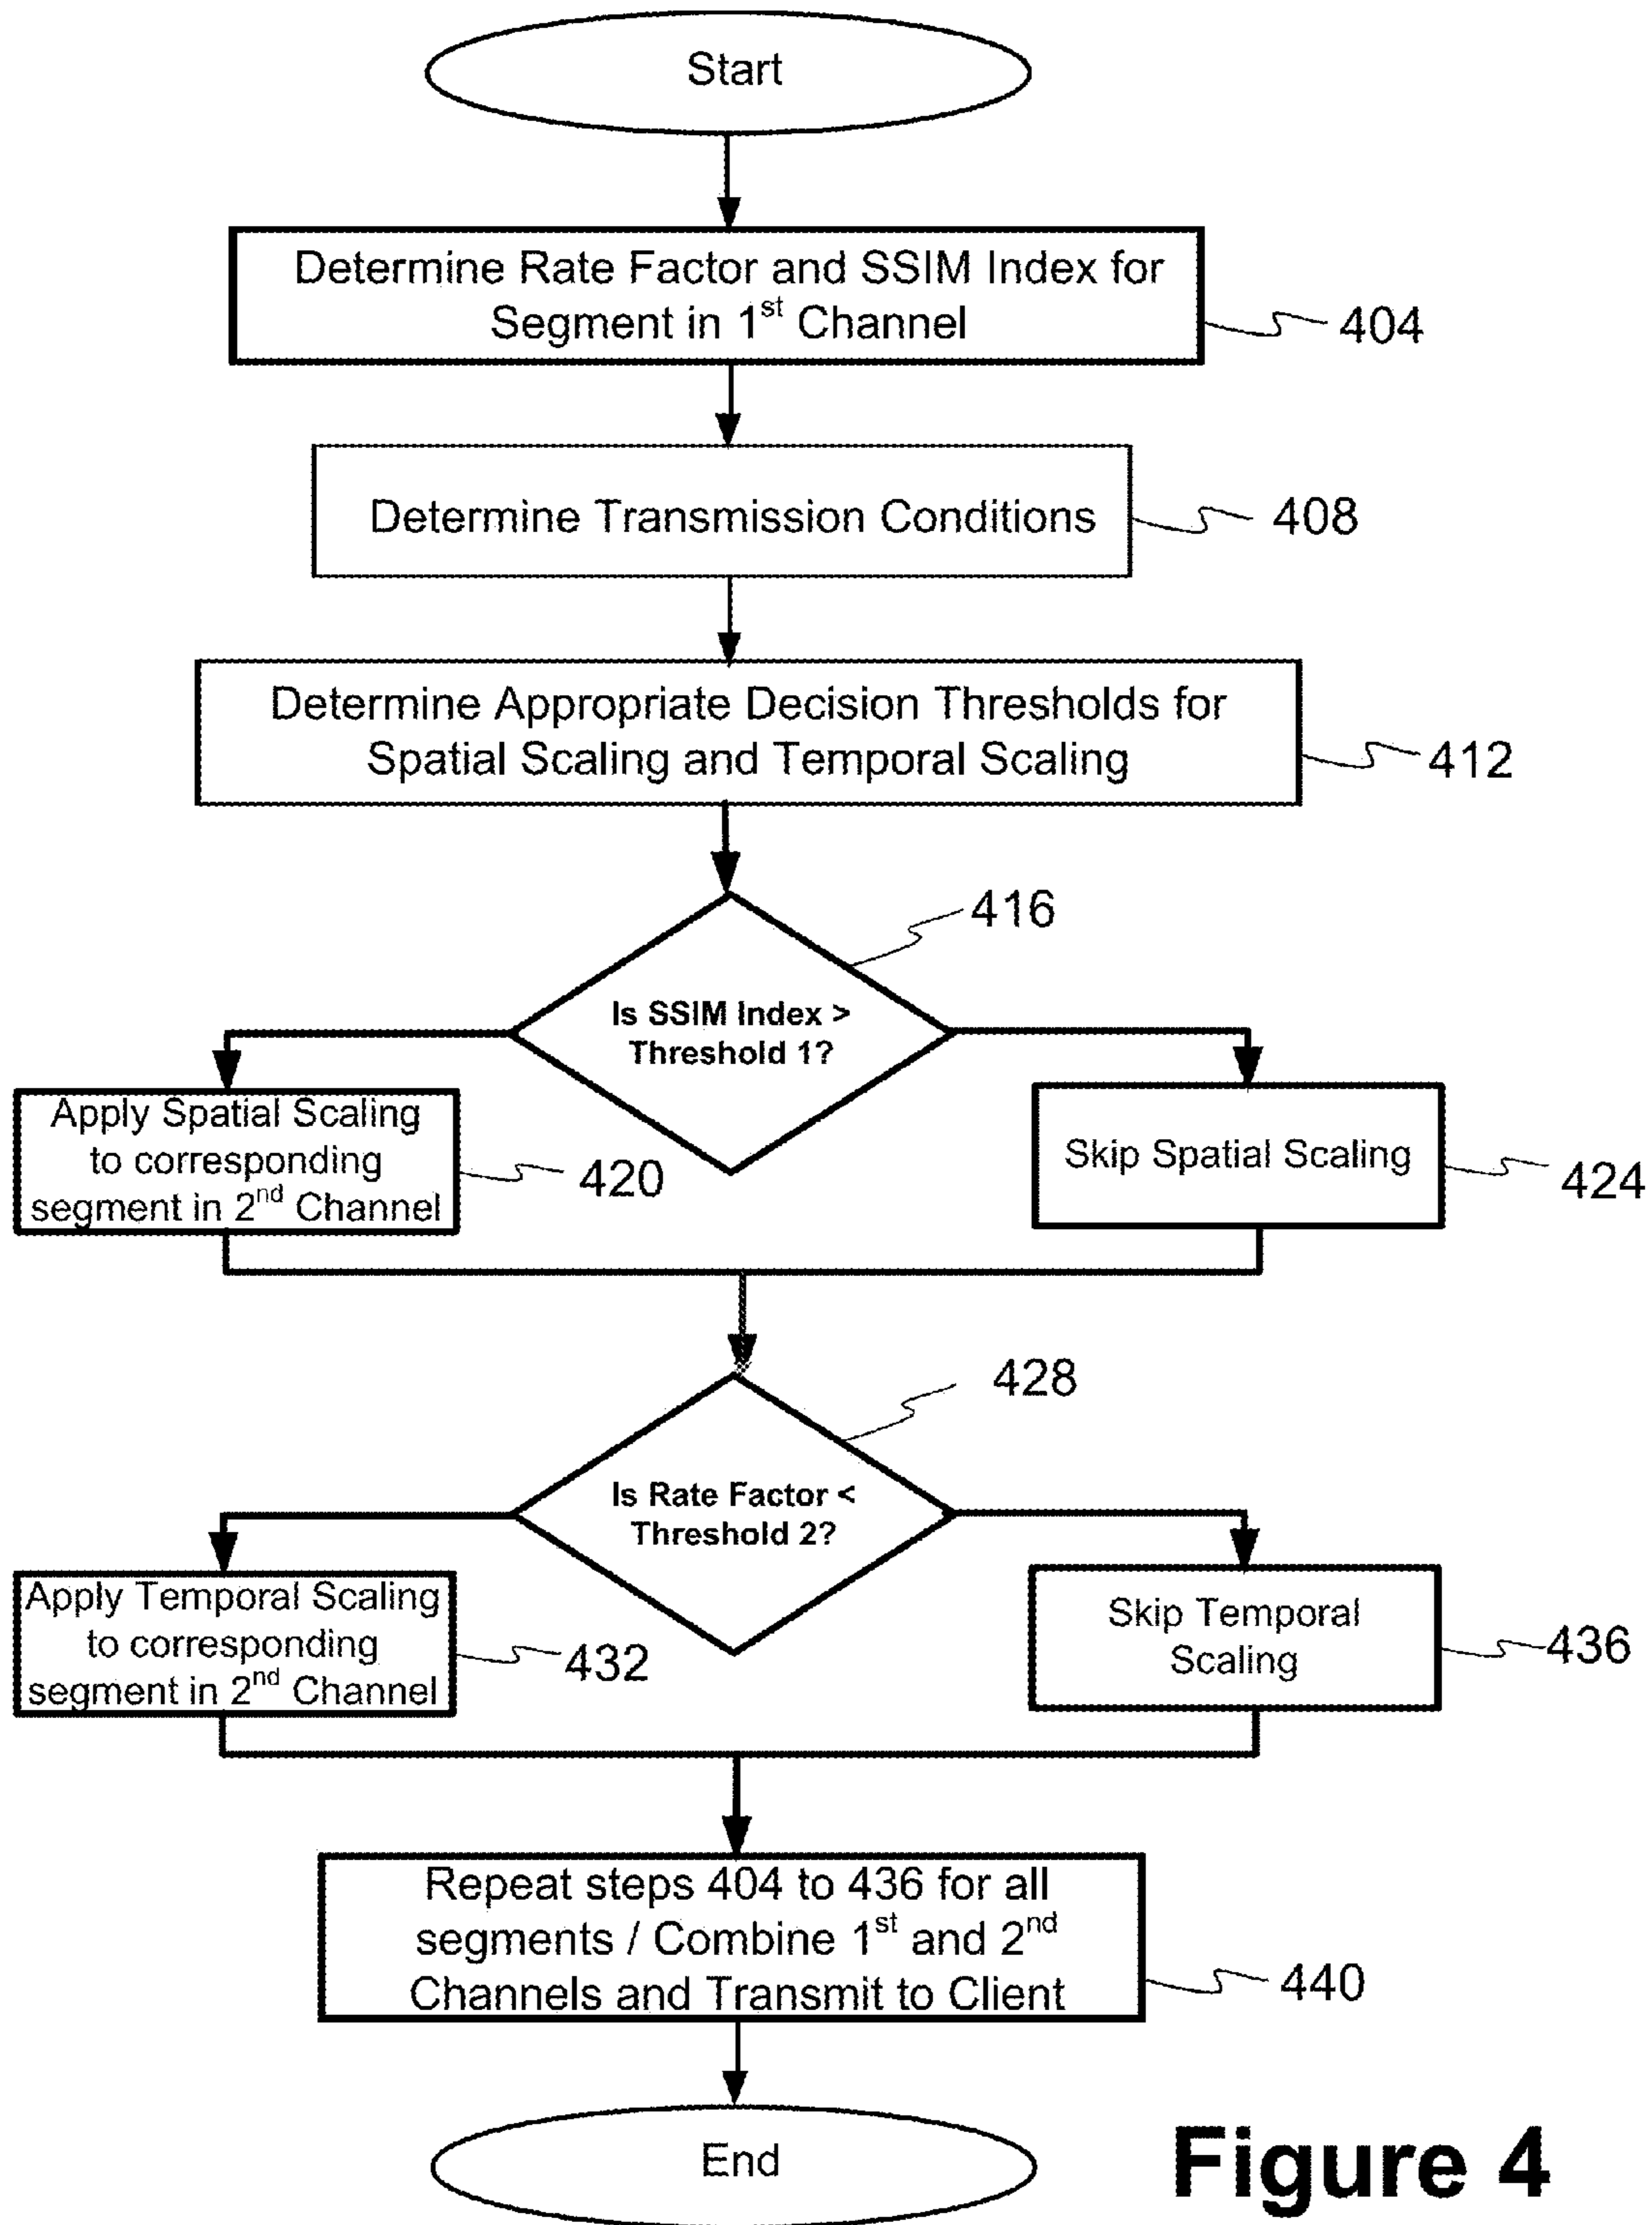 Start
Determine Rate Factor and SSIM Index for
Segment in 1st Channel
404
Determine Transmission Conditions
408
Determine Appropriate Decision Thresholds for
Spatial Scaling and Temporal Scaling
412
416
Is SSIM Index >
Threshold 1?
Apply Spatial Scaling
to corresponding
segment in 2nd Channel
420
Skip Spatial Scaling
424
428
Is Rate Factor <
Threshold 2?
Apply Temporal Scaling
to corresponding
segment in 2nd Channel
432
Skip Temporal
Scaling
436
Repeat steps 404 to 436 for all
segments / Combine 1st and 2nd
Channels and Transmit to Client
440
End
Figure 4